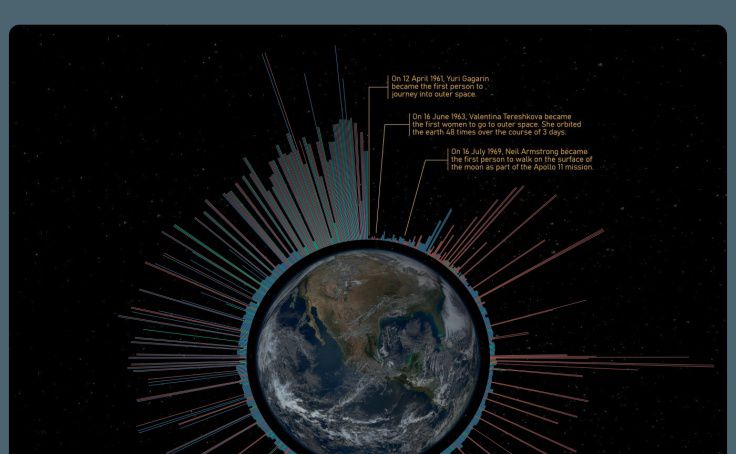 On 12 April 1961, Yuri Gagarin
became the first person to
journey into outer space.
On 16 June 1963, Valentina Tereshkova became
the first women to go to outer space. She orbited
the earth 48 times over the course of 3 days.
On 16 July 1969, Neil Armstrong became
the first person to walk on the surface of
the moon as part of the Apollo 11 mission.